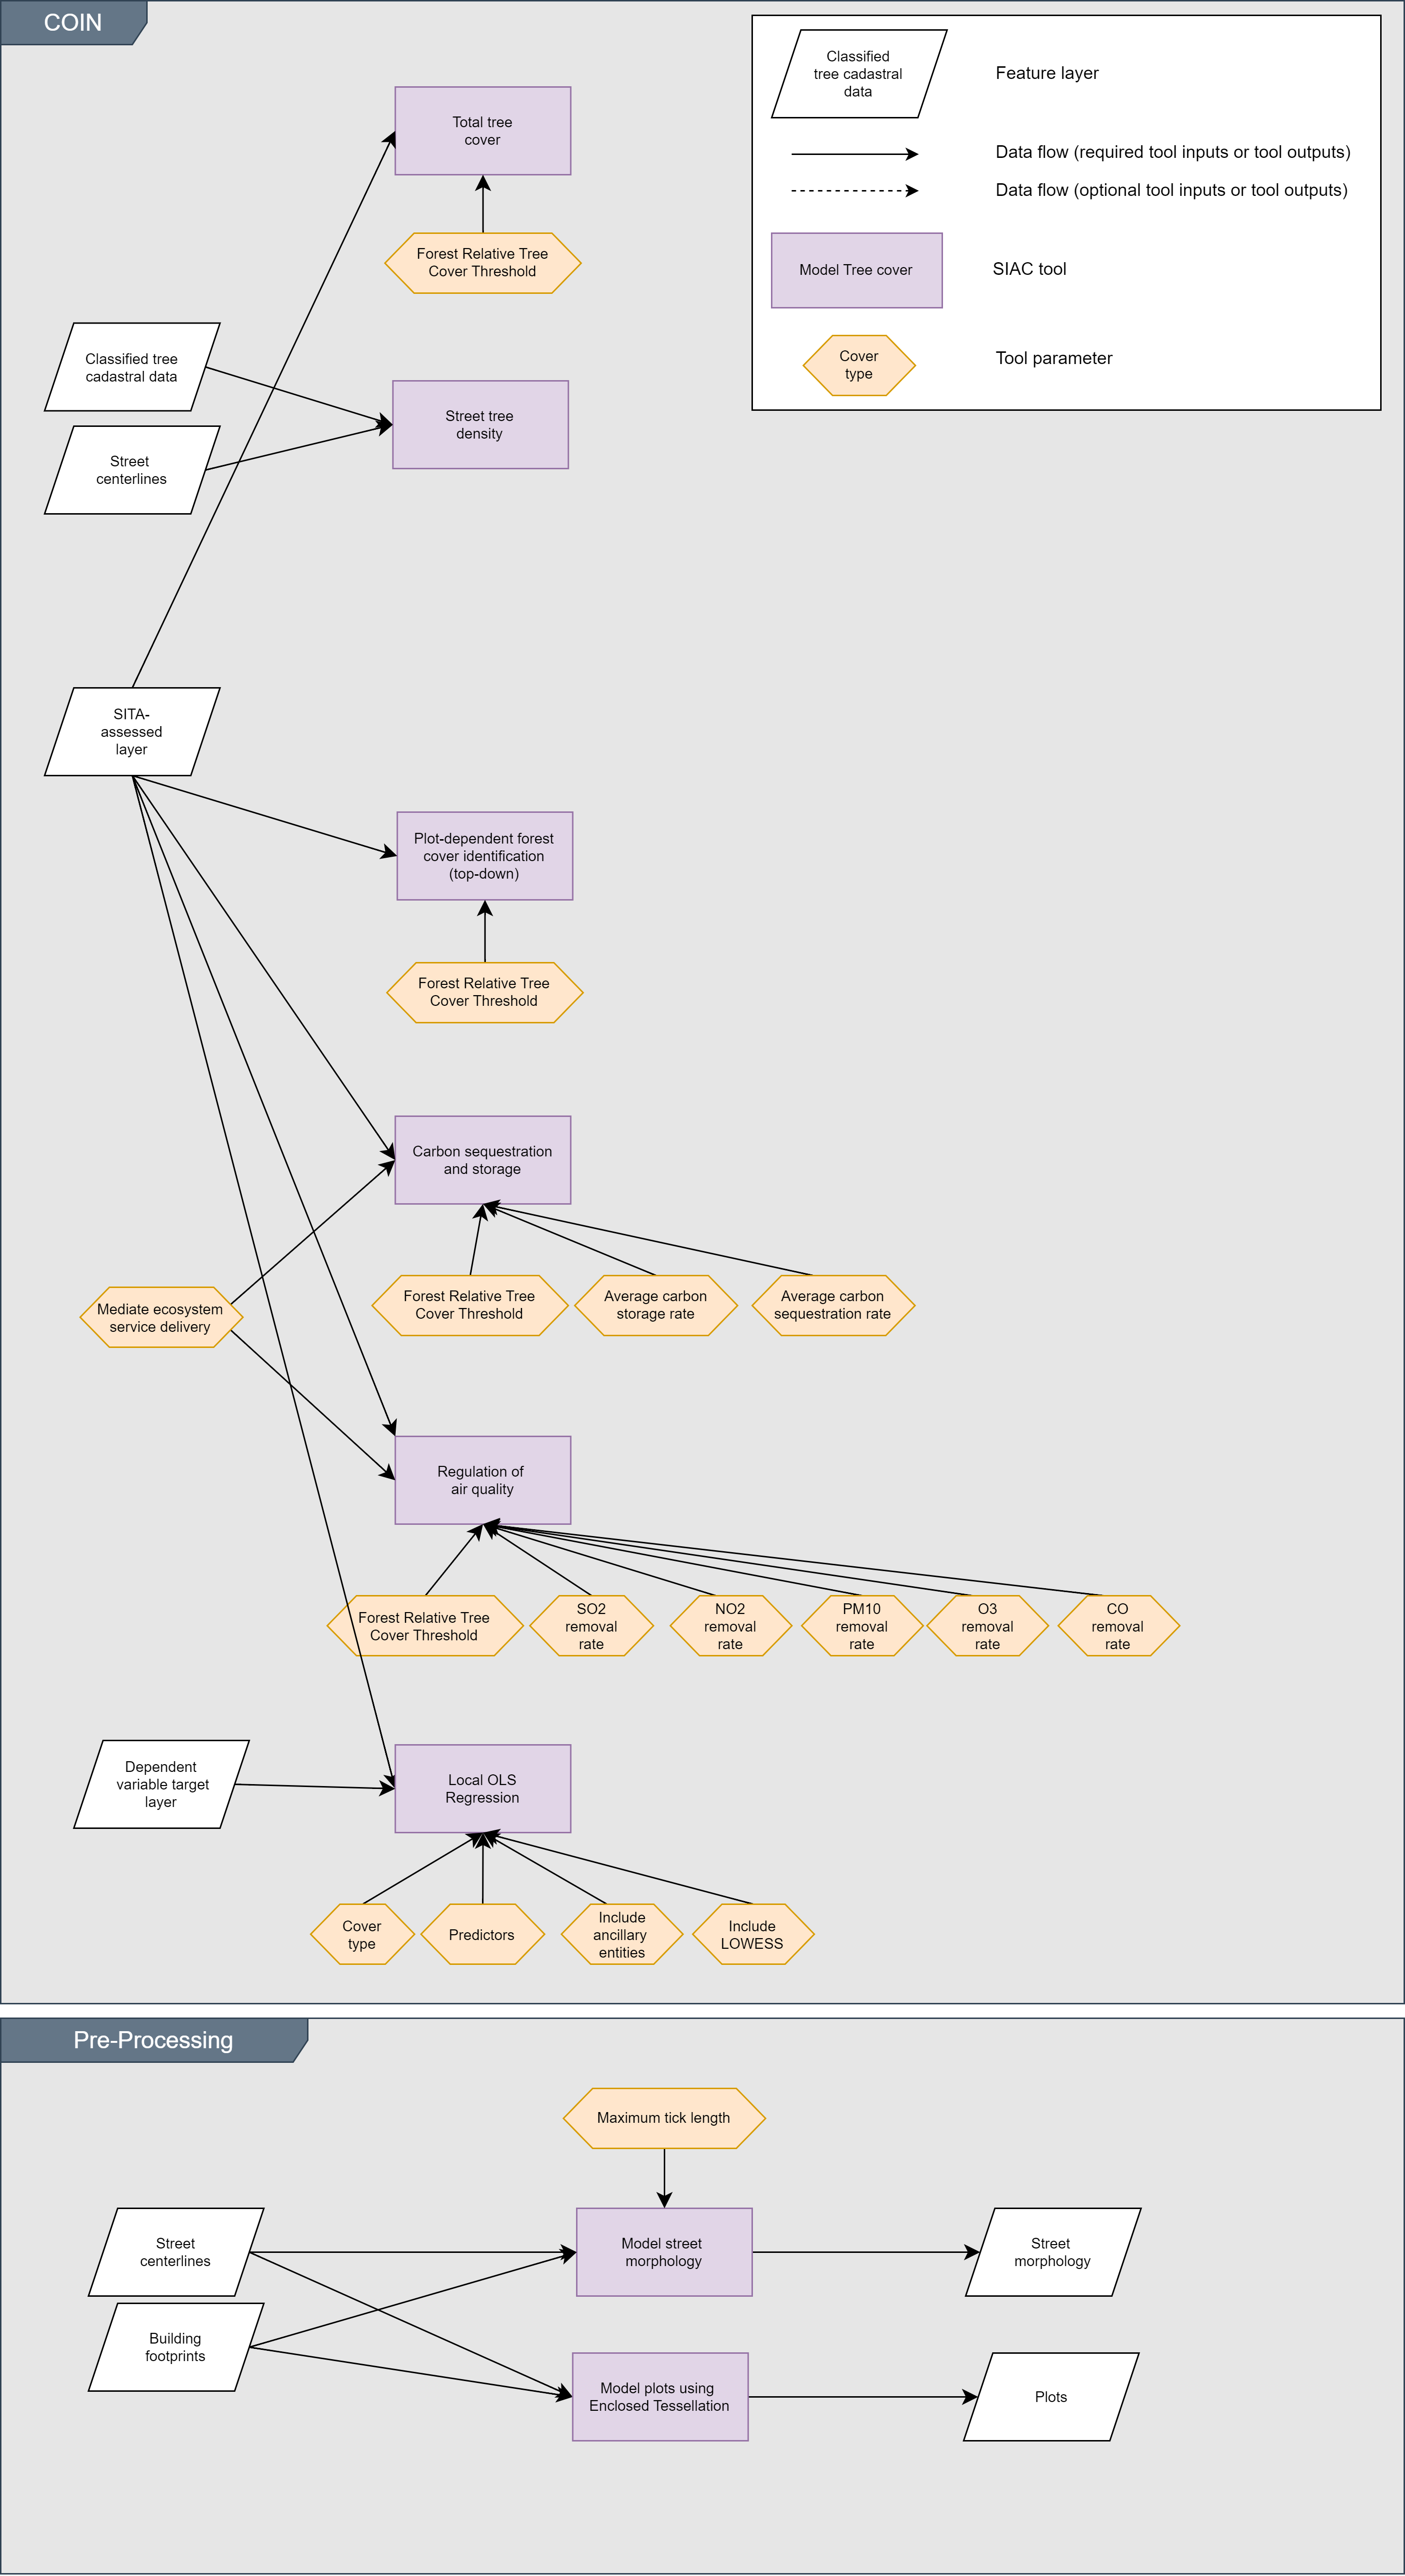 COIN
Classified
tree cadastral
data
Feature layer
Data flow (required tool inputs or tool outputs)
Data flow (optional tool inputs or tool outputs)
Model Tree cover
SIAC tool
Cover
type
Tool parameter
Total tree
cover
Forest Relative Tree
Cover Threshold
Classified tree
cadastral data
Street
centerlines
Street tree
density
SITA-
assessed
layer
Plot-dependent forest
cover identification
(top-down)
Forest Relative Tree
Cover Threshold
Carbon sequestration
and storage
Mediate ecosystem
service delivery
Forest Relative Tree
Cover Threshold
Average carbon
storage rate
Average carbon
sequestration rate
Regulation of
air quality
Forest Relative Tree
Cover Threshold
SO2
removal
rate
NO2
removal
rate
PM10
removal
rate
O3
removal
rate
CO
removal
rate
Dependent
variable target
layer
Local OLS
Regression
Cover
type
Predictors
Include
ancillary
entities
Include
LOWESS
Pre-Processing
Maximum tick length
Street
centerlines
Model street
morphology
Street
morphology
Building
footprints
Model plots using
Enclosed Tessellation
Plots